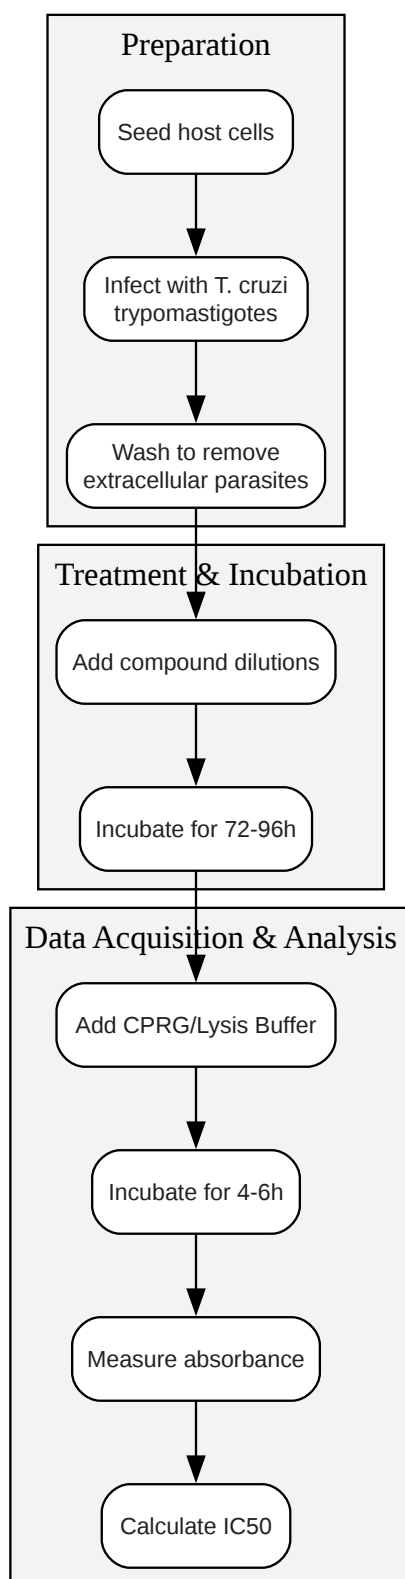 Preparation
Seed host cells
Infect with T. cruzi
trypomastigotes
Wash to remove
extracellular parasites
Treatment & Incubation
Add compound dilutions
Incubate for 72-96h
Data Acquisition & Analysis
Add CPRG/Lysis Buffer
Incubate for 4-6h
Measure absorbance
Calculate IC50